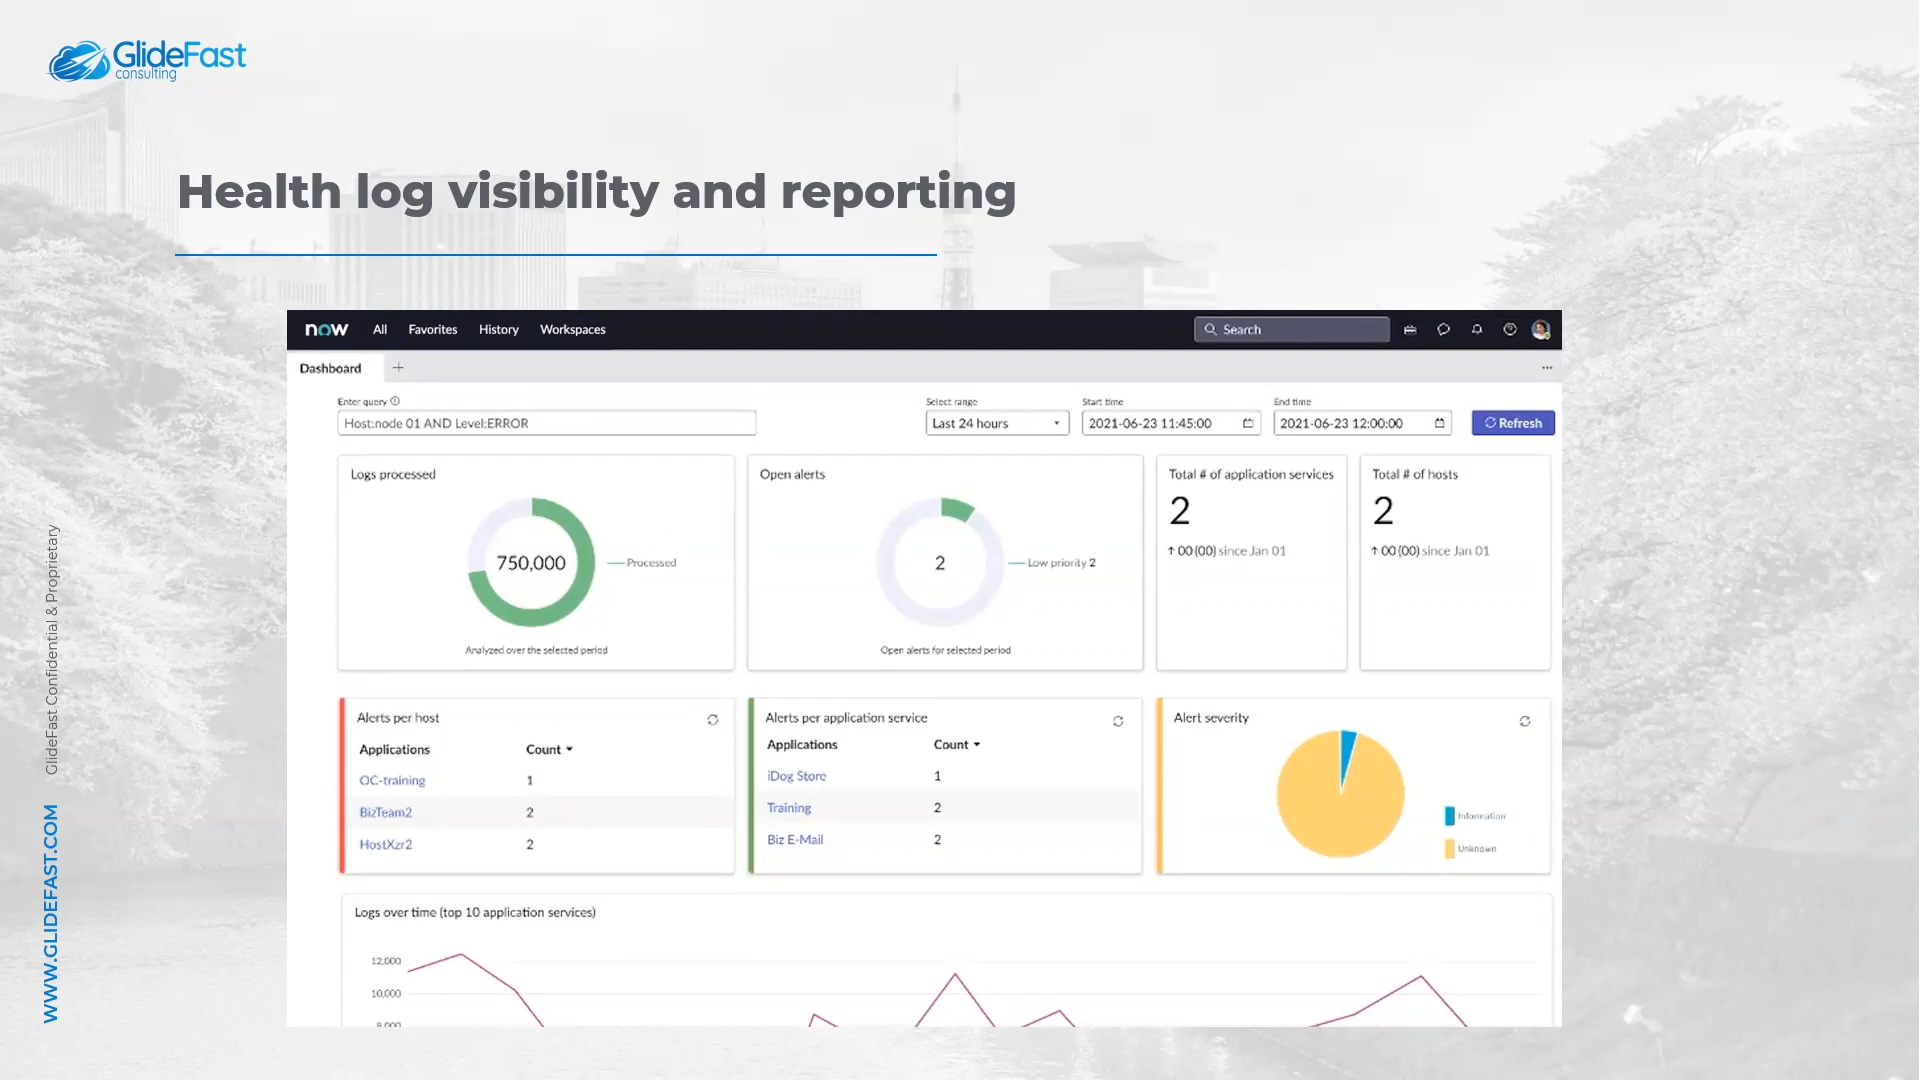 GlideFast
consulting
Health log visibility and reporting
now All Favorites History Workspaces Search
Dashboard
Enter query
Host:node 01 AND Level:ERROR
Select range
Last 24 hours
Start time
2021-06-23 11:45:00
End time
2021-06-23 12:00:00
Refresh
Logs processed
750,000
Processed
Analyzed over the selected period
Open alerts
2
Low priority 2
Open alerts for selected period
Total # of application services
2
↑ 00 (00) since Jan 01
Total # of hosts
2
↑ 00 (00) since Jan 01
Alerts per host
Applications Count
OC-training 1
BizTeam2 2
HostXzr2 2
Alerts per application service
Applications Count
iDog Store 1
Training 2
Biz E-Mail 2
Alert severity
Information
Unknown
Logs over time (top 10 application services)
12,000
10,000
8,000
WWW.GLIDEFAST.COM GlideFast Confidential & Proprietary